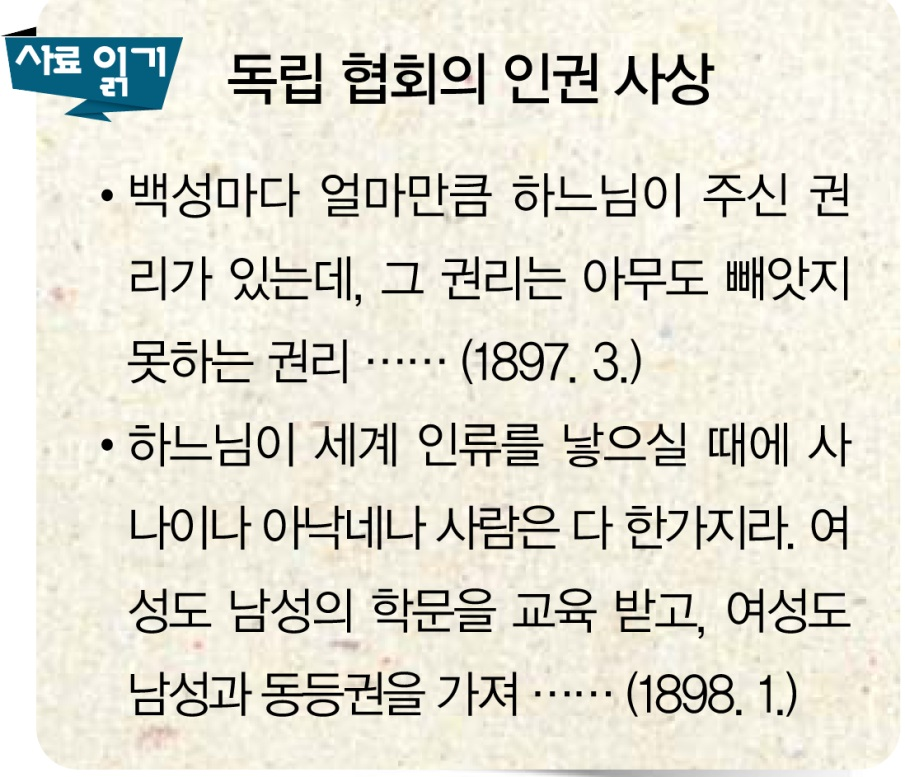 사료 읽기
독립 협회의 인권 사상
• 백성마다 얼마만큼 하느님이 주신 권
리가 있는데, 그 권리는 아무도 빼앗지
못하는 권리 …… (1897. 3.)
• 하느님이 세계 인류를 낳으실 때에 사
나이나 아낙네나 사람은 다 한가지라. 여
성도 남성의 학문을 교육 받고, 여성도
남성과 동등권을 가져 …… (1898. 1.)